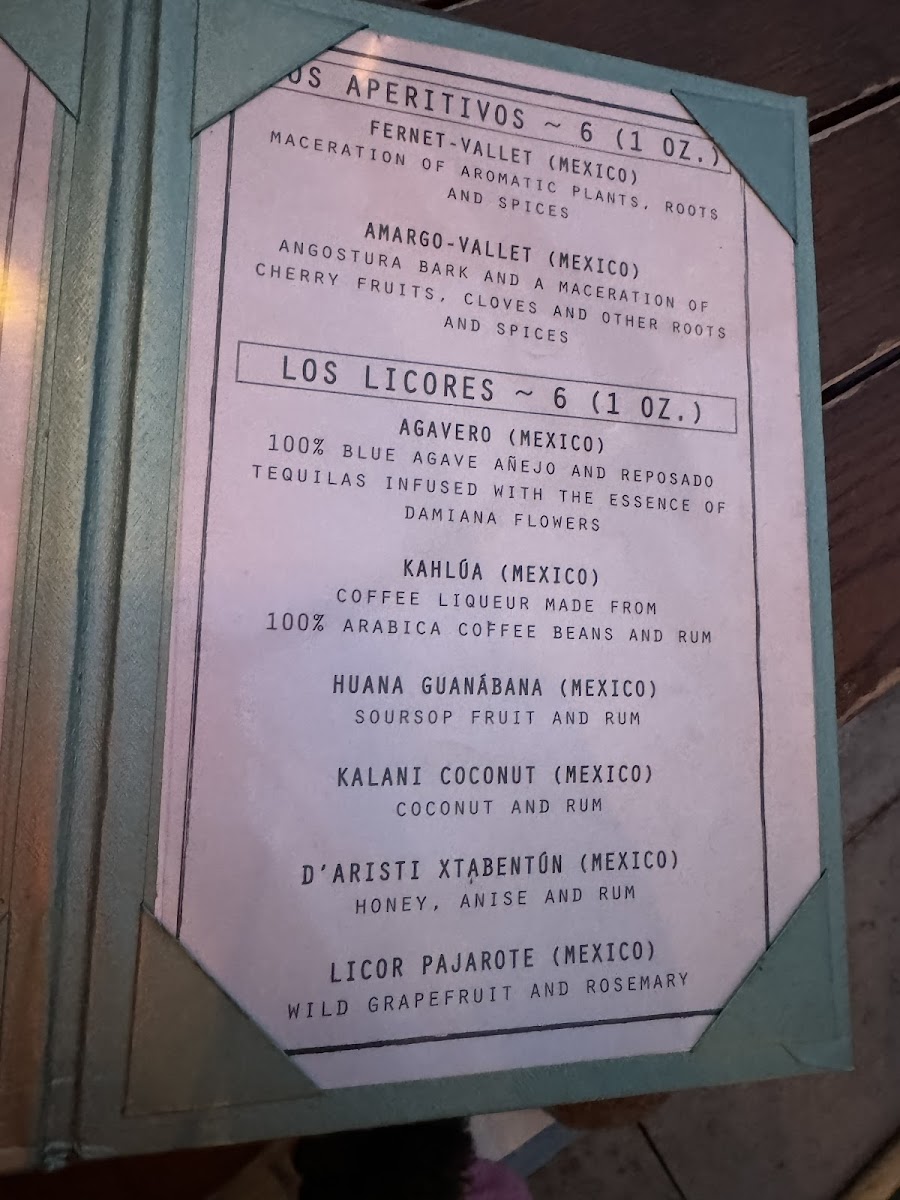 OS APERITIVOS ~ 6 (1 OZ.)
FERNET-VALLET (MEXICO)
MACERATION OF AROMATIC PLANTS, ROOTS
AND SPICES
AMARGO-VALLET (MEXICO)
ANGOSTURA BARK AND A MACERATION OF
CHERRY FRUITS, CLOVES AND OTHER ROOTS
AND SPICES
LOS LICORES ~ 6 (1 OZ.)
AGAVERO (MEXICO)
100% BLUE AGAVE AÑEJO AND REPOSADO
TEQUILAS INFUSED WITH THE ESSENCE OF
DAMIANA FLOWERS
KAHLÚA (MEXICO)
COFFEE LIQUEUR MADE FROM
100% ARABICA COFFEE BEANS AND RUM
HUANA GUANÁBANA (MEXICO)
SOURSOP FRUIT AND RUM
KALANI COCONUT (MEXICO)
COCONUT AND RUM
D'ARISTI XTABENTÚN (MEXICO)
HONEY, ANISE AND RUM
LICOR PAJAROTE (MEXICO)
WILD GRAPEFRUIT AND ROSEMARY